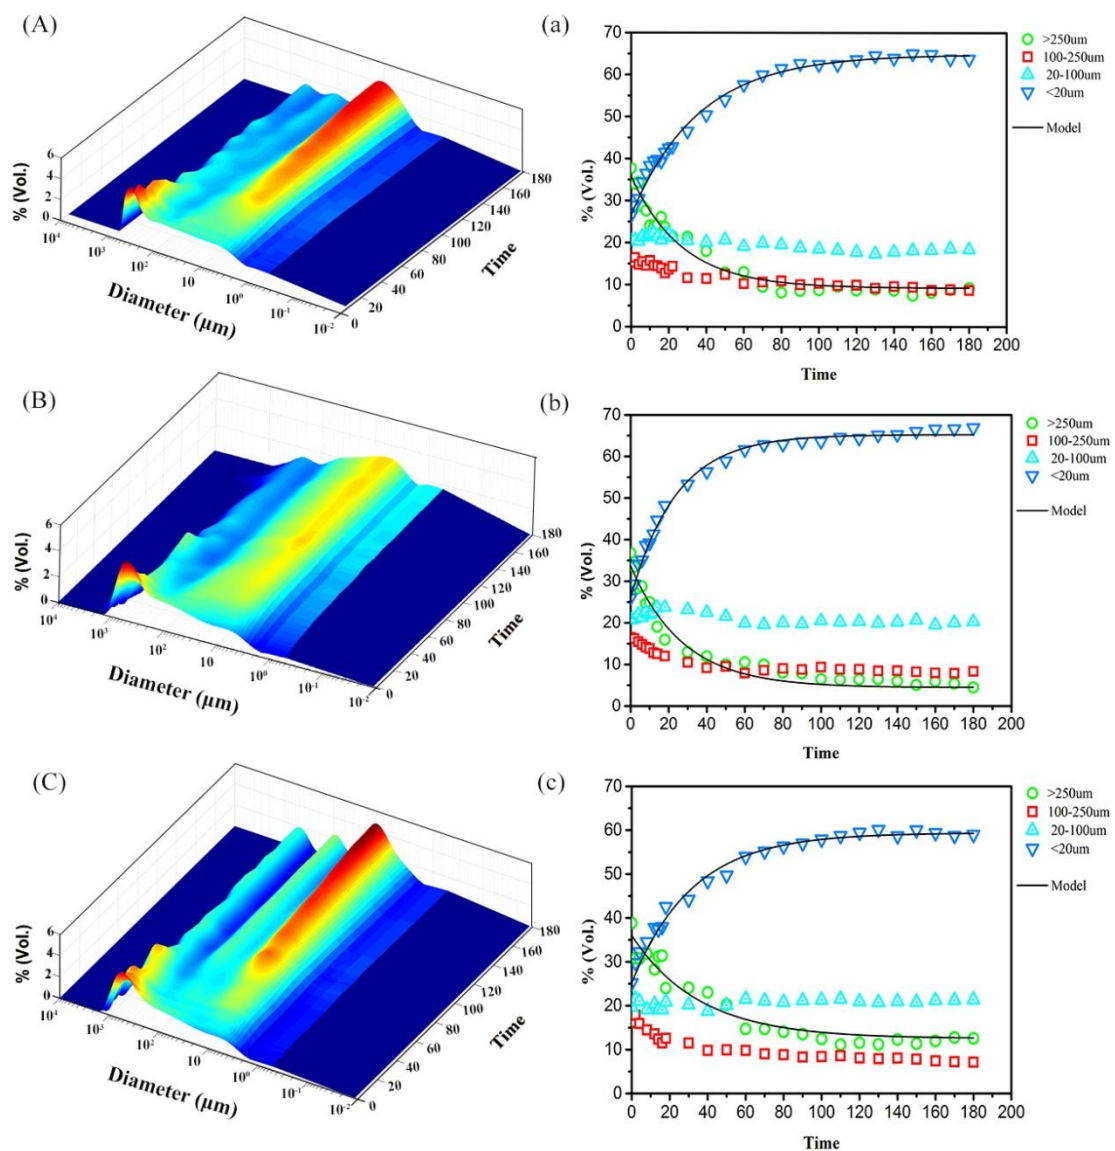 (A)
% (Vol.)
6
4
2
0
10⁴
10³
10²
10
10⁰
10⁻¹
10⁻²
Diameter (μm)
0
20
40
60
80
100
120
140
160
180
Time
(a)
% (Vol.)
70
60
50
40
30
20
10
0
0 20 40 60 80 100 120 140 160 180 200
Time
>250um
100-250um
20-100um
<20um
Model
(B)
% (Vol.)
6
4
2
0
10⁴
10³
10²
10
10⁰
10⁻¹
10⁻²
Diameter (μm)
0
20
40
60
80
100
120
140
160
180
Time
(b)
% (Vol.)
70
60
50
40
30
20
10
0
0 20 40 60 80 100 120 140 160 180 200
Time
>250um
100-250um
20-100um
<20um
Model
(C)
% (Vol.)
6
4
2
0
10⁴
10³
10²
10
10⁰
10⁻¹
10⁻²
Diameter (μm)
0
20
40
60
80
100
120
140
160
180
Time
(c)
% (Vol.)
70
60
50
40
30
20
10
0
0 20 40 60 80 100 120 140 160 180 200
Time
>250um
100-250um
20-100um
<20um
Model